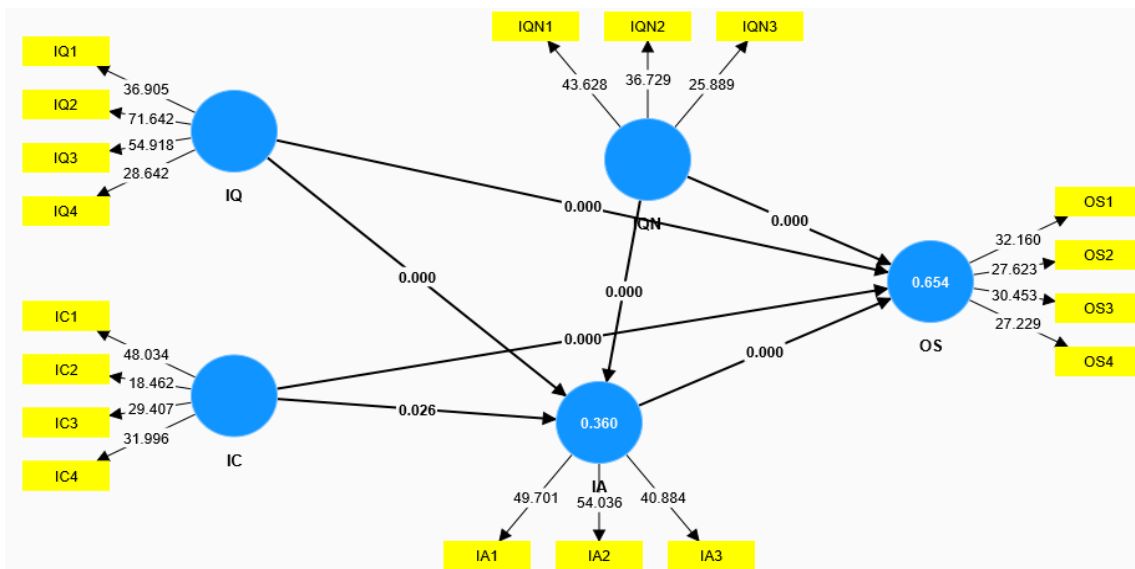 IQN1
IQN2
IQN3
IQ1
IQ2
IQ3
IQ4
36.905
71.642
54.918
28.642
IQ
43.628
36.729
25.889
IQN
0.000
0.000
0.000
0.000
OS1
OS2
OS3
OS4
32.160
27.623
30.453
27.229
0.654
OS
IC1
IC2
IC3
IC4
48.034
18.462
29.407
31.996
IC
0.000
0.026
0.000
0.360
IA
49.701
54.036
40.884
IA1
IA2
IA3